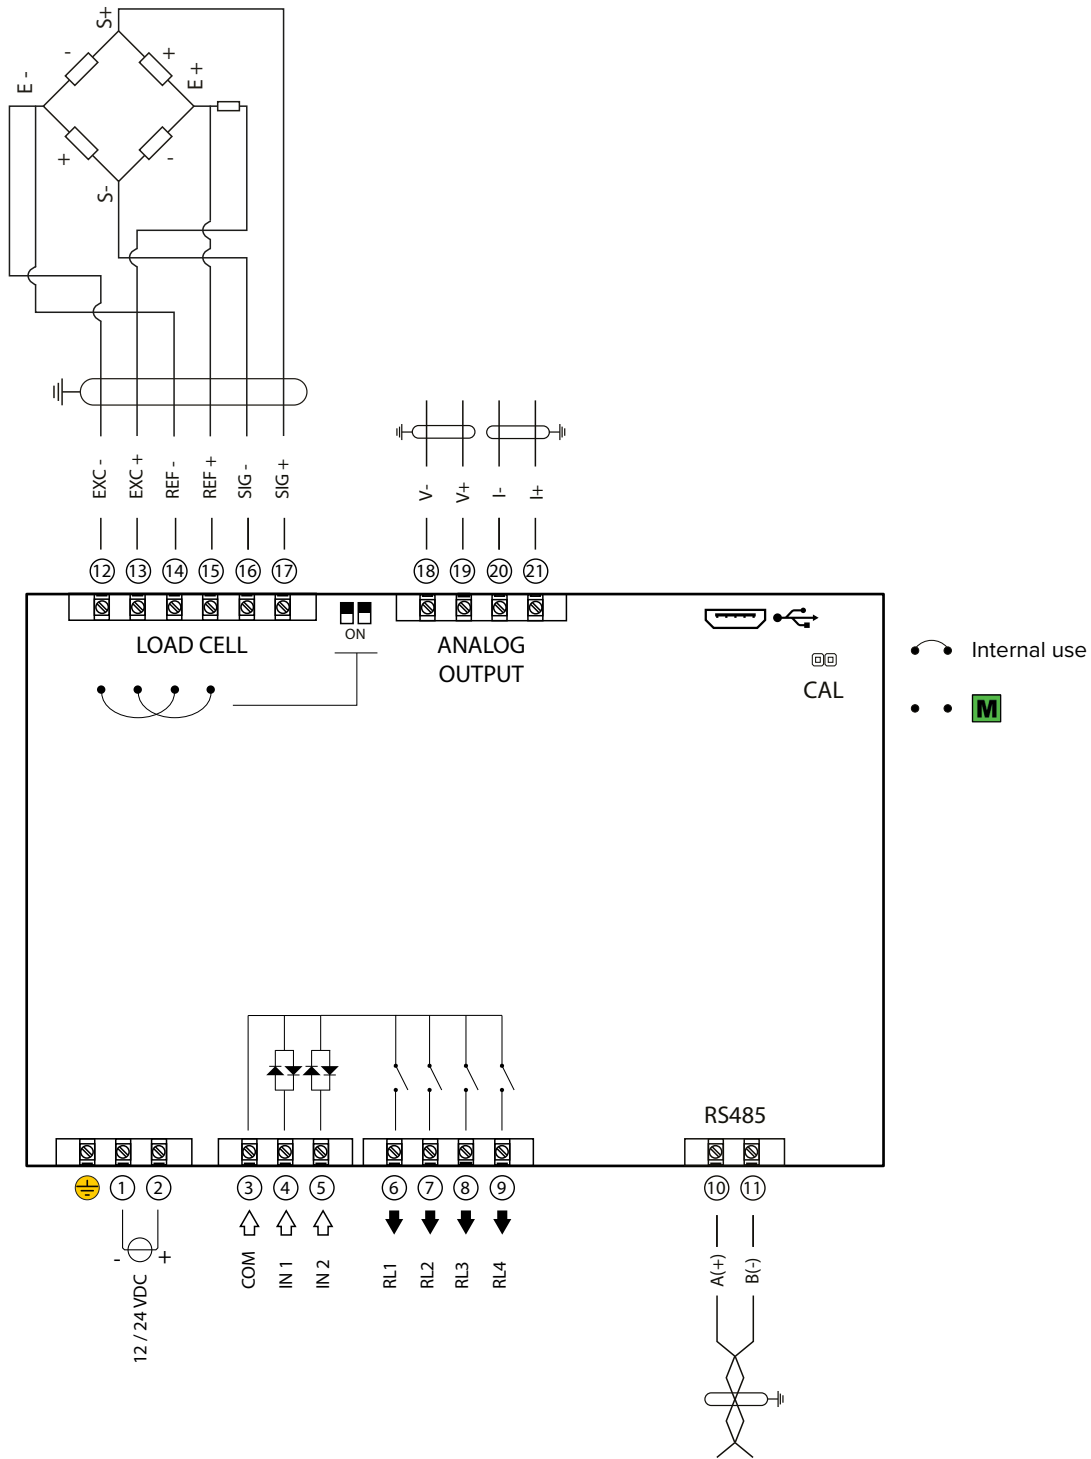 S+
- +
E -
E +
+ -
S-
EXC -
EXC +
REF -
REF +
SIG -
SIG +
V-
V+
I-
I+
12 13 14 15 16 17
18 19 20 21
LOAD CELL
ON
ANALOG
OUTPUT
CAL
Internal use
M
RS485
1 2
3 4 5
6 7 8 9
10 11
- +
12 / 24 VDC
COM
IN 1
IN 2
RL1
RL2
RL3
RL4
A(+)
B(-)